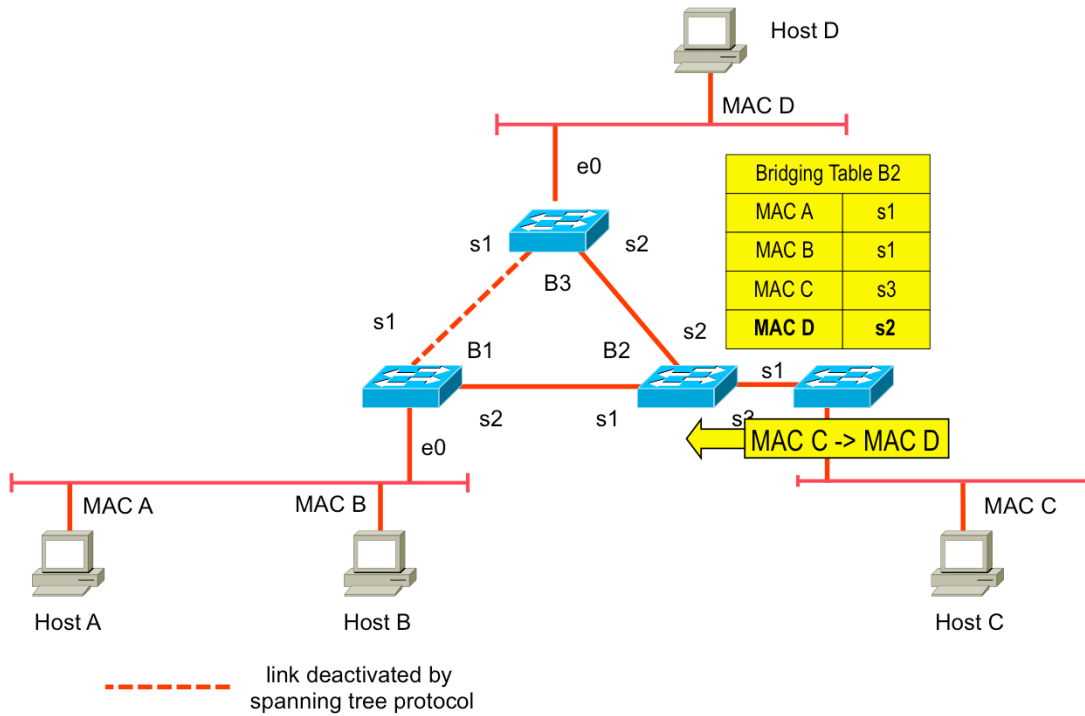 Host D
MAC D
e0
Bridging Table B2
MAC A s1
MAC B s1
MAC C s3
MAC D s2
s1 s2
B3
s1
s2
B1 B2
s1
s2 s1 s3
MAC C -> MAC D
e0
MAC A MAC B MAC C
Host A Host B Host C
link deactivated by
spanning tree protocol